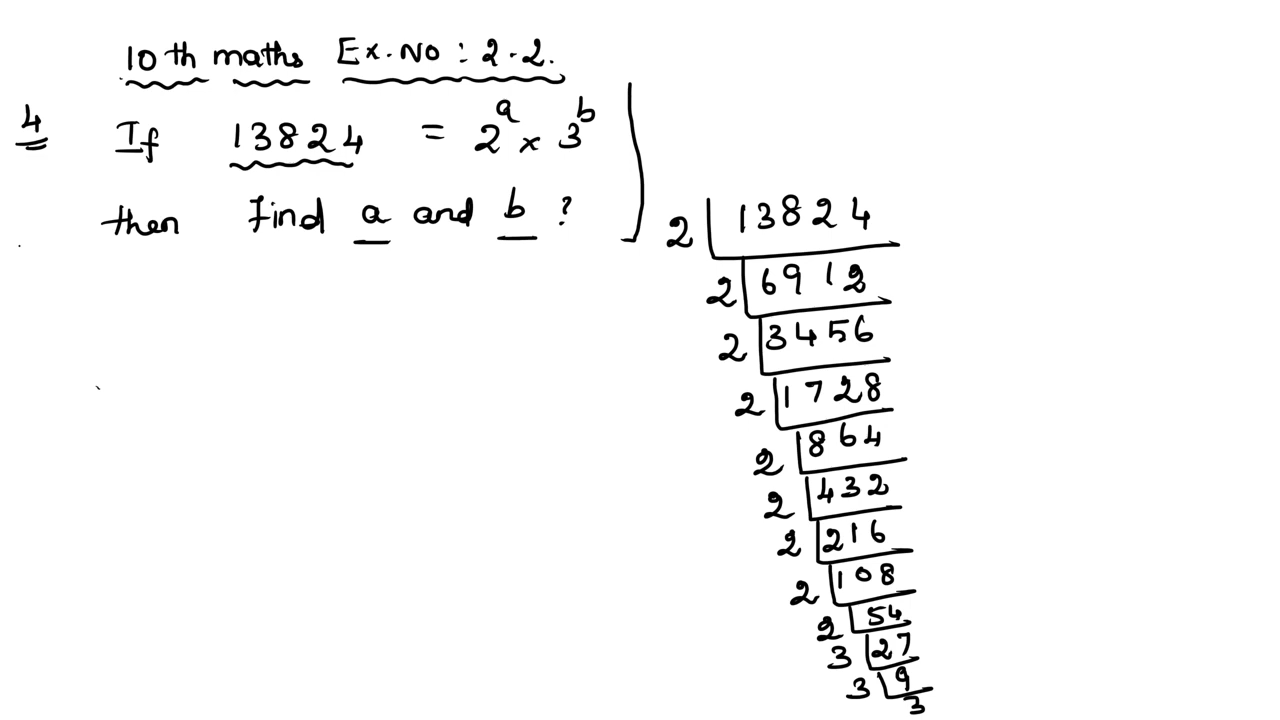 10th maths Ex.No: 2.2.
4 If 13824 = 2^a × 3^b
then Find a and b ?
2 | 13824
2 | 6912
2 | 3456
2 | 1728
2 | 864
2 | 432
2 | 216
2 | 108
2 | 54
3 | 27
3 | 9
3